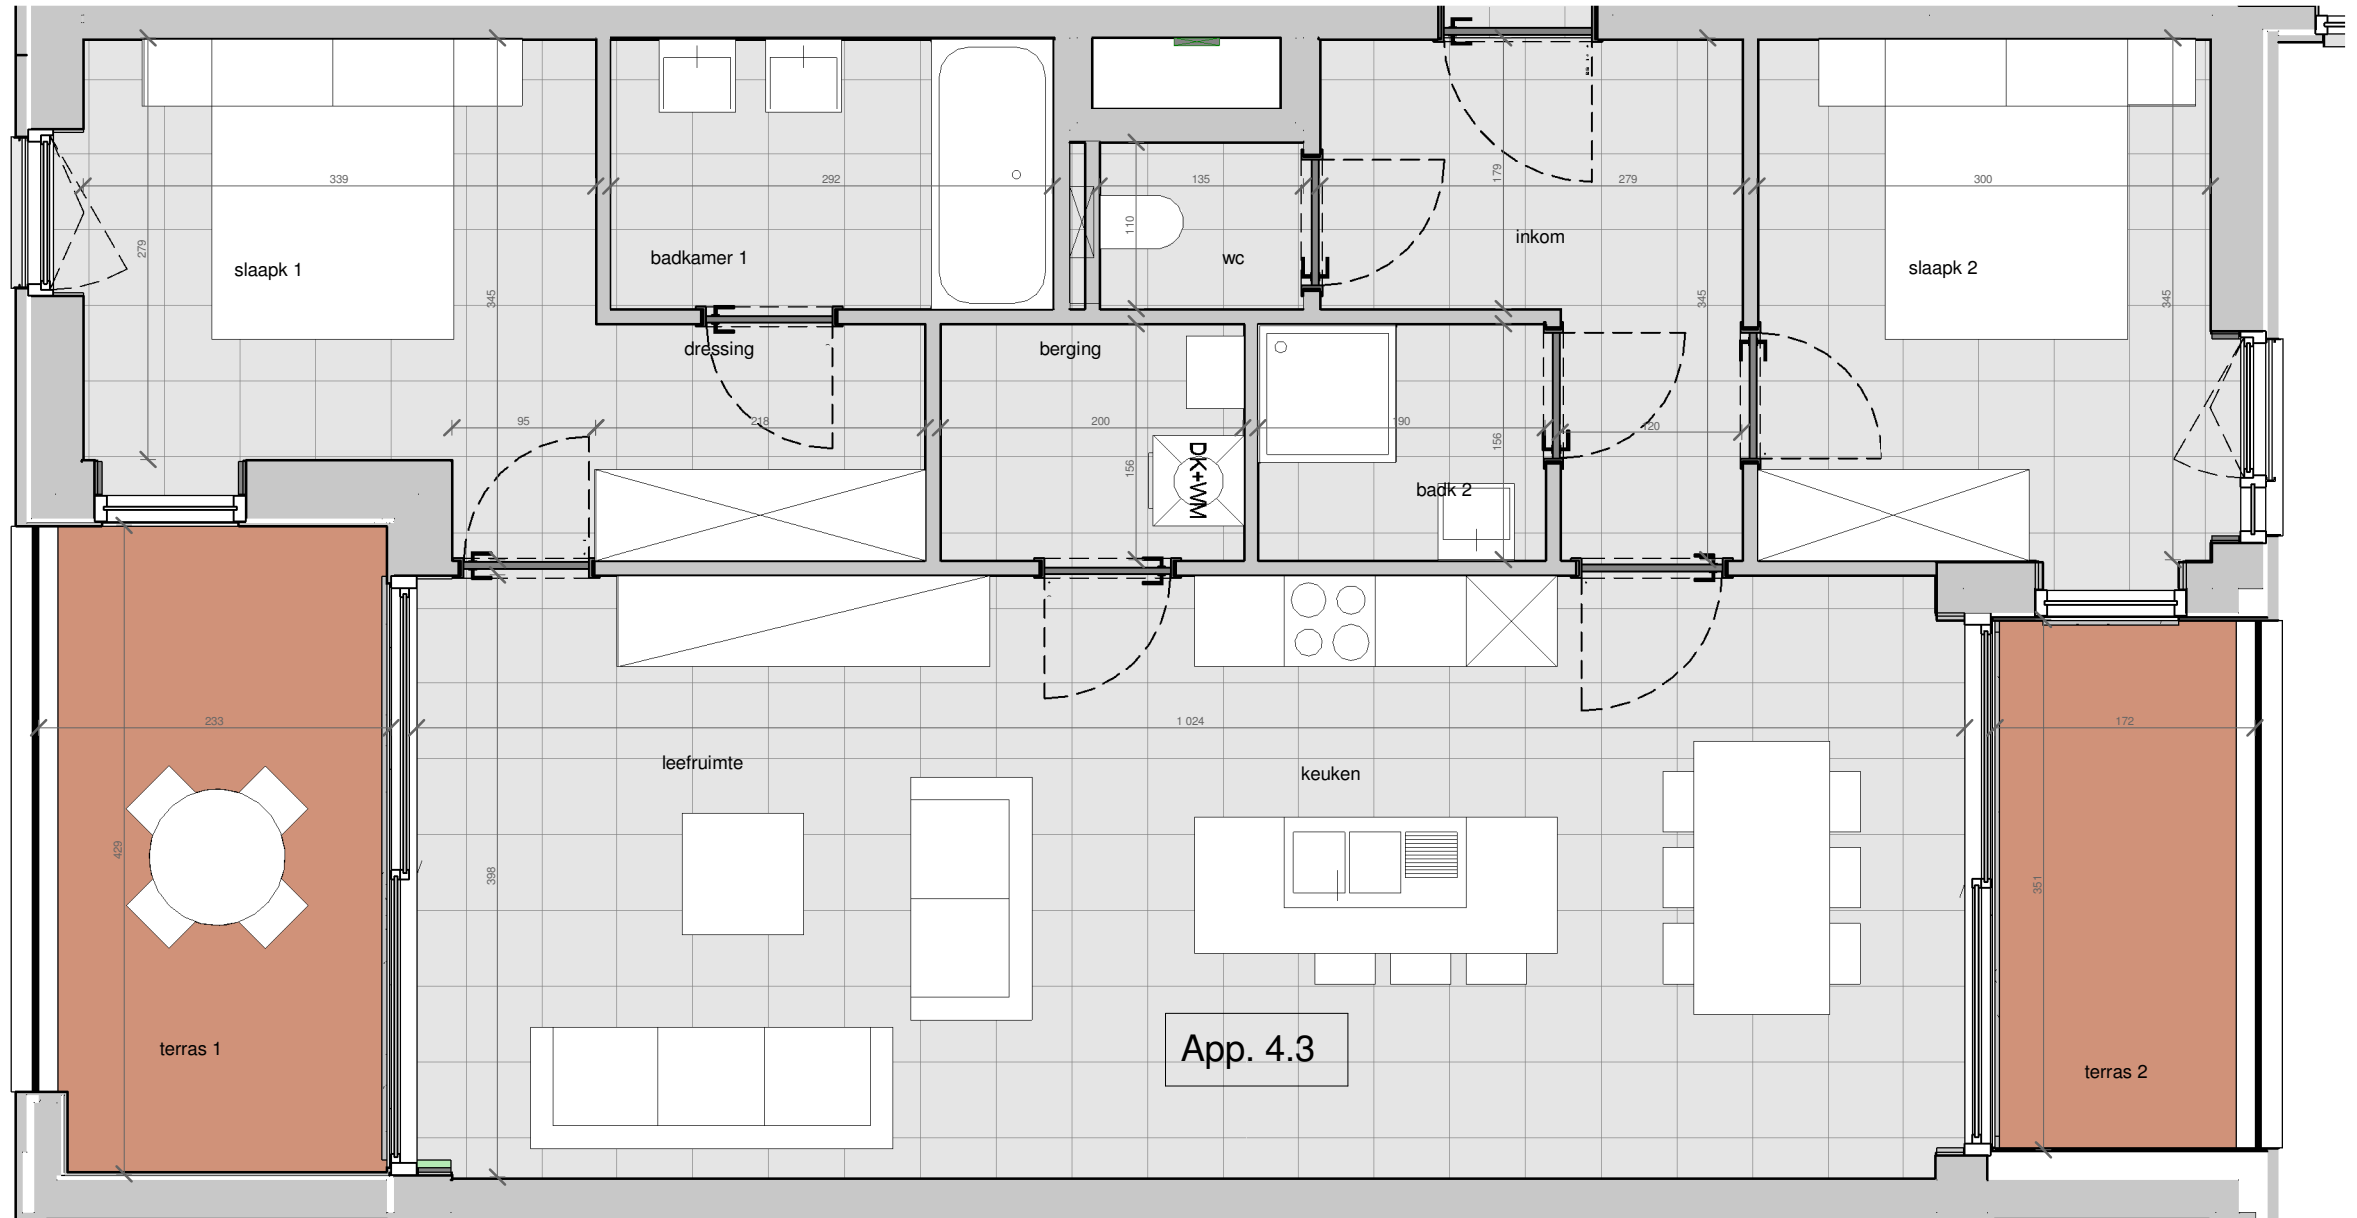 339
292
135
179
279
300
110
inkom
badkamer 1
wc
slaapk 1
slaapk 2
279
345
345
345
dressing
berging
95
218
200
190
120
156
156
DK+WM
badk 2
233
1 024
172
leefruimte
keuken
429
398
351
App. 4.3
terras 1
terras 2